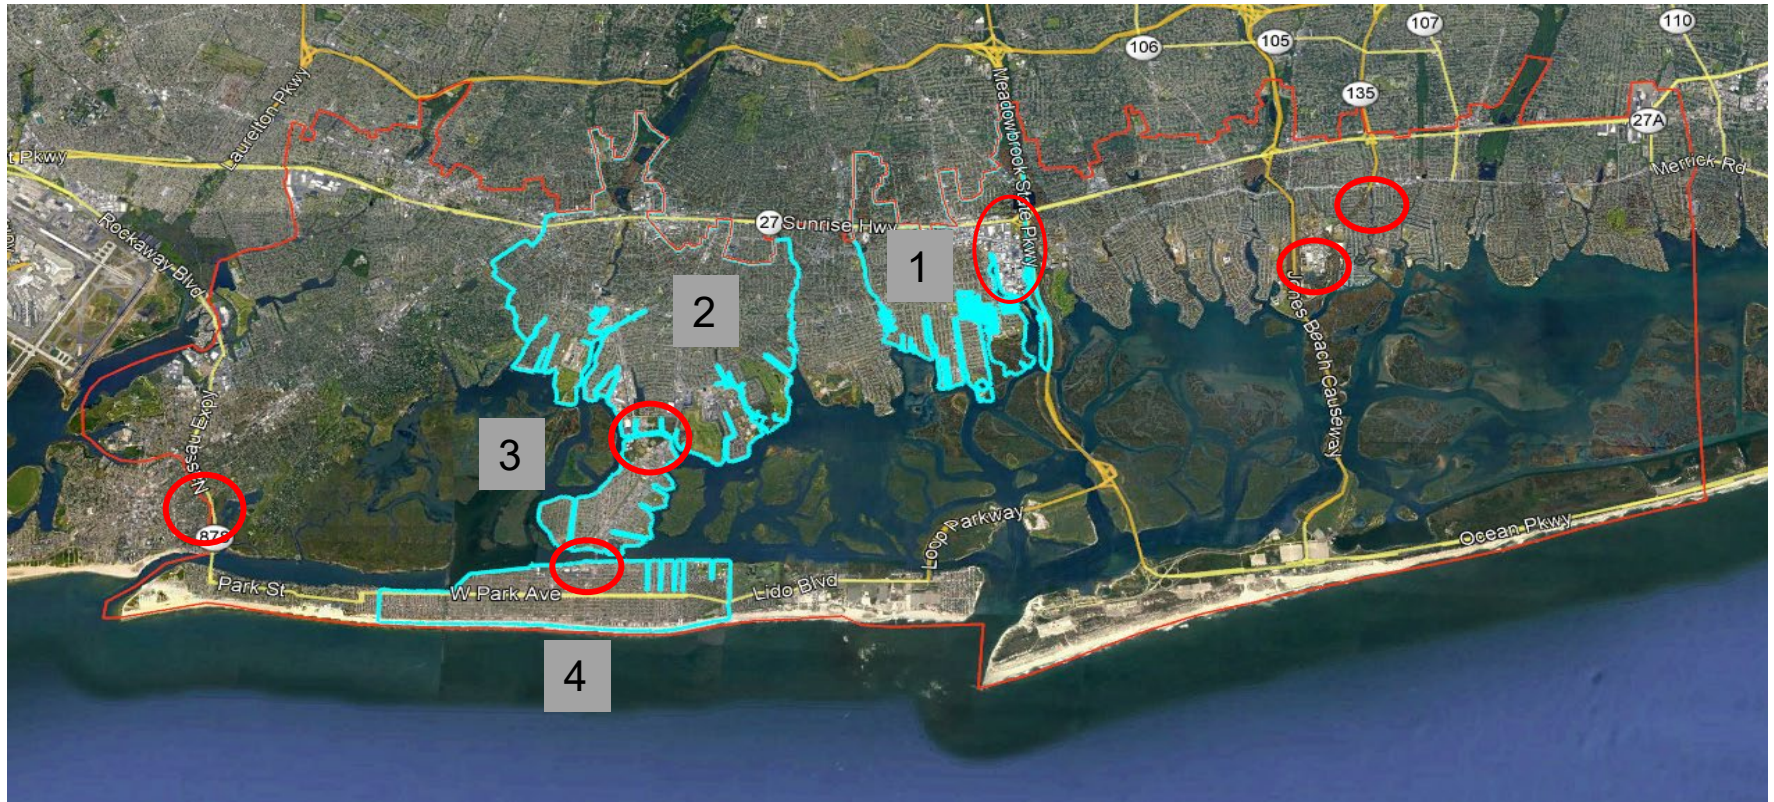 110
107
105
106
135
27A
Laurelton Pkwy
t Pkwy
Merrick Rd
Meadowbrook State Pkwy
Rockaway Blvd
27
Sunrise Hwy
1
2
3
4
Jones Beach Causeway
Nassau Expy
878
Loop Parkway
Ocean Pkwy
Park St
W Park Ave
Lido Blvd